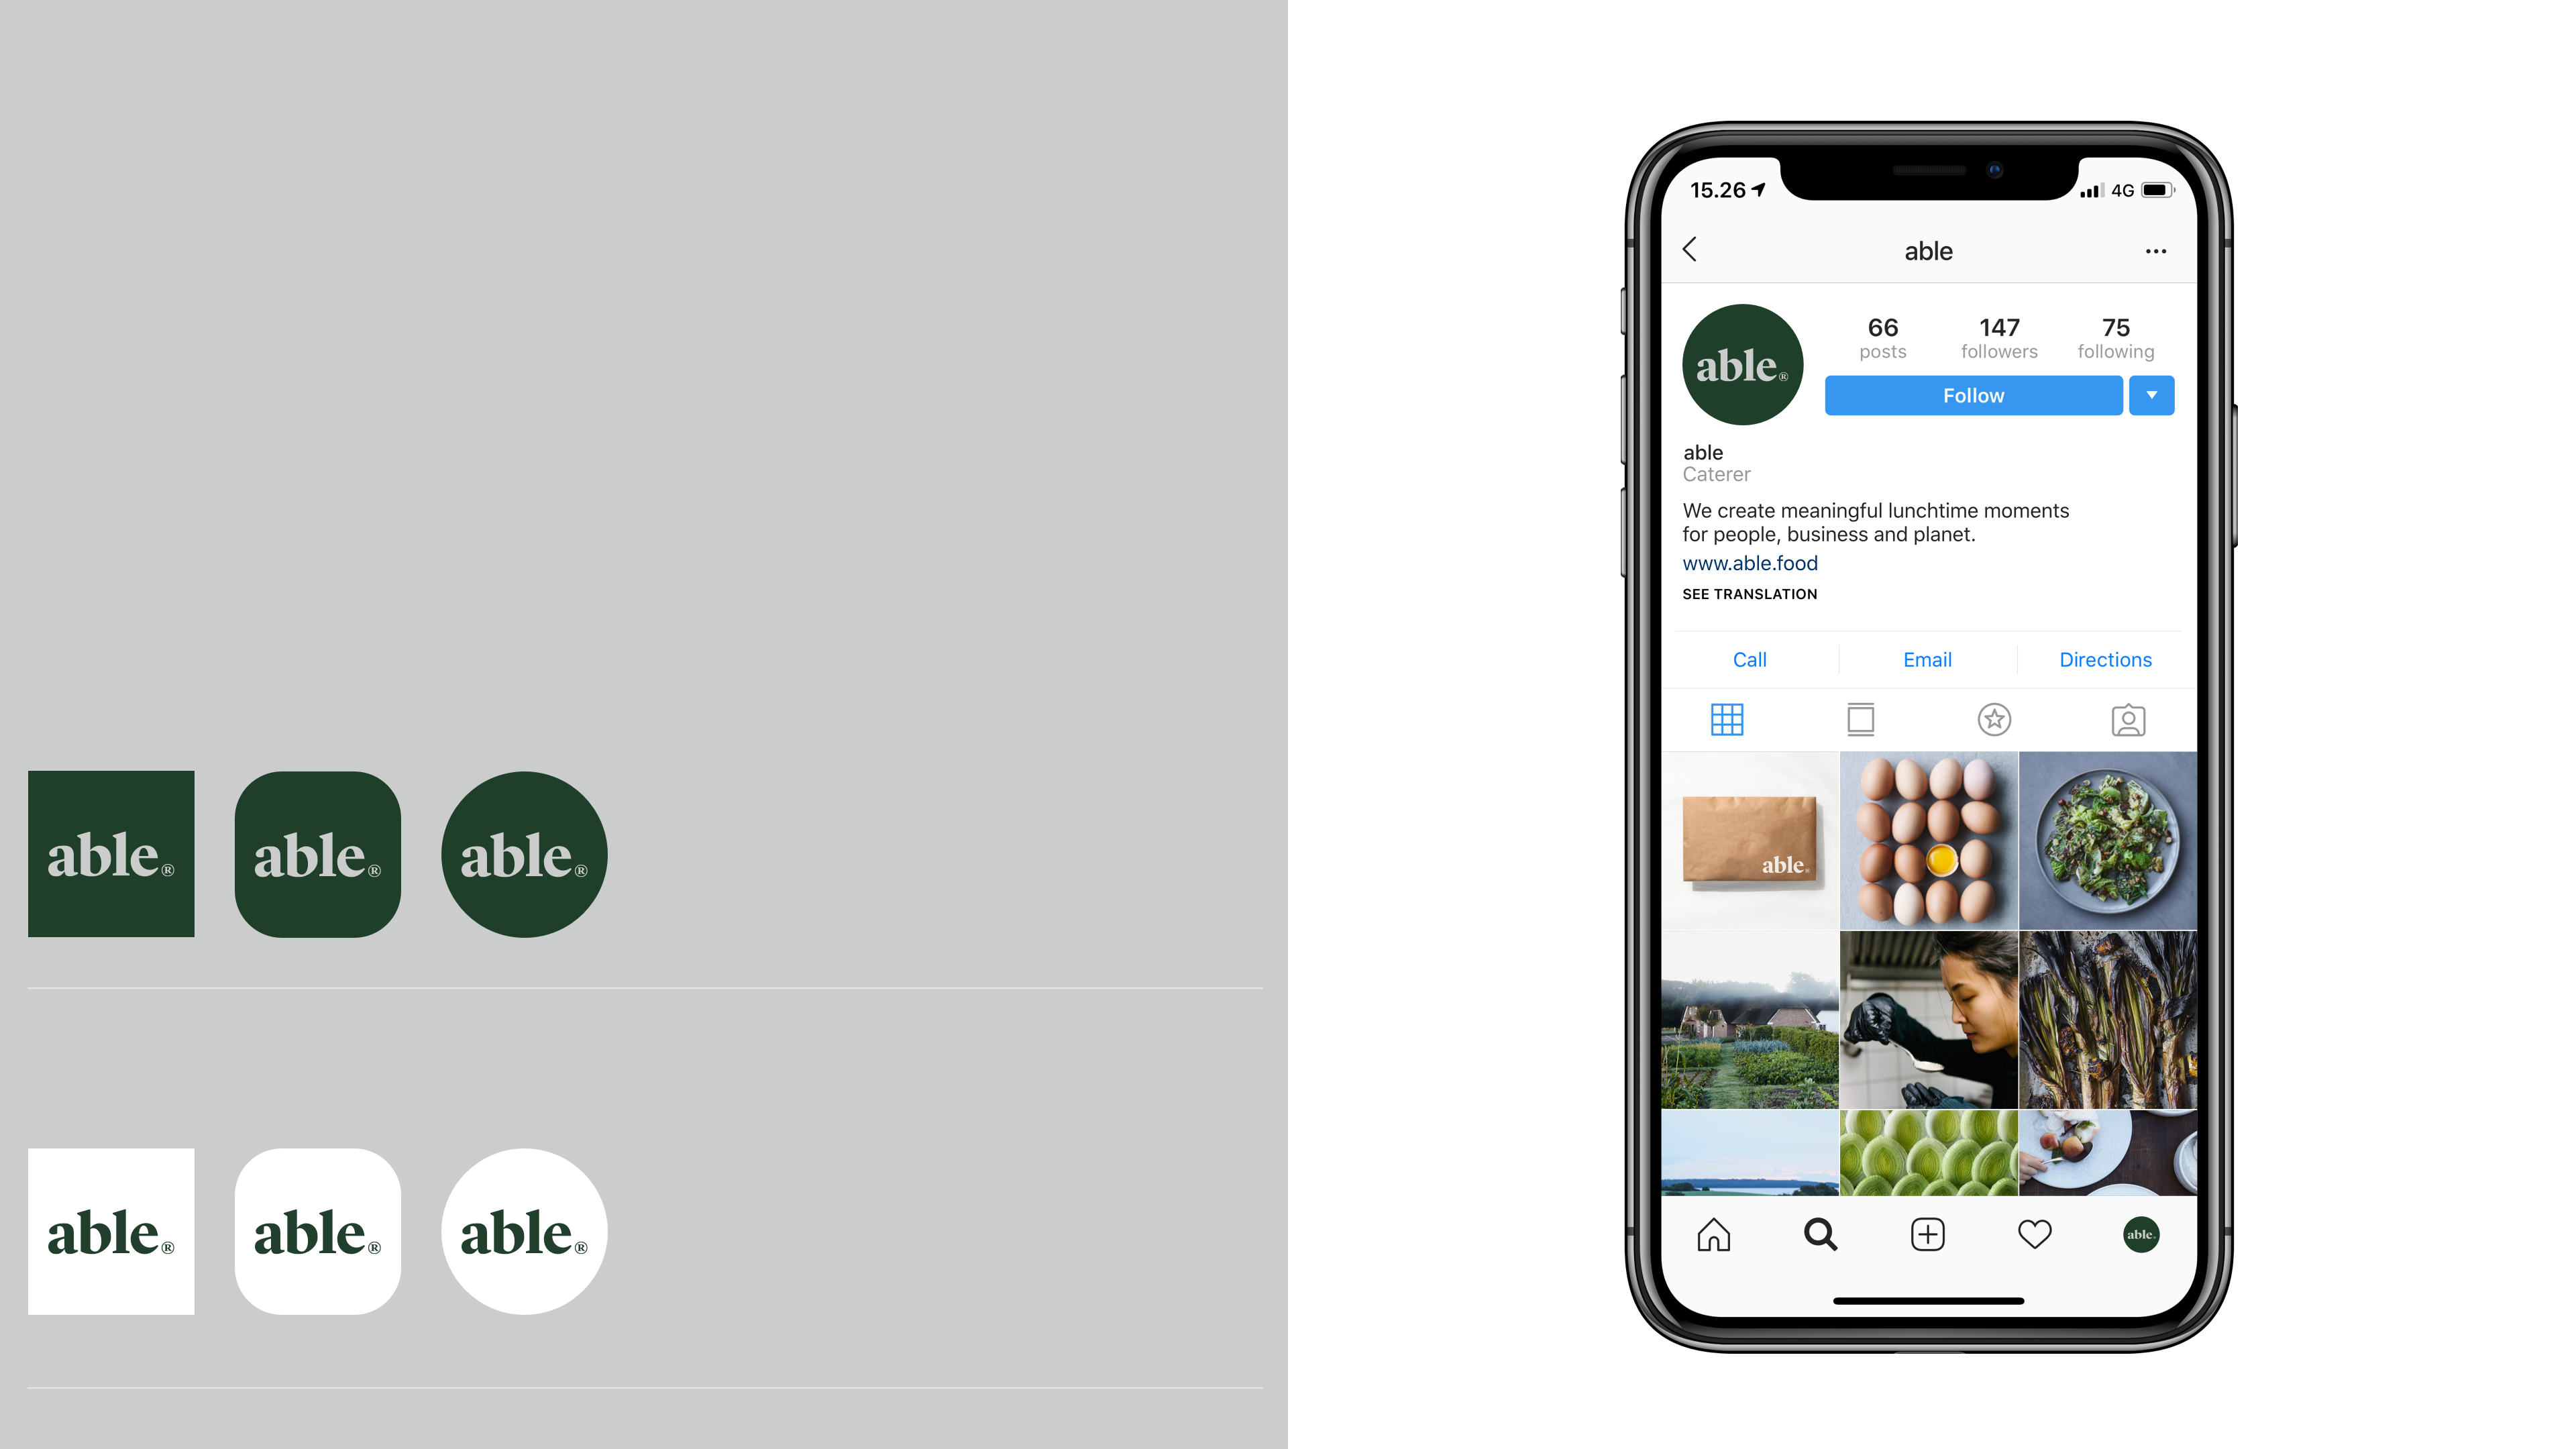 able®
able®
able®
able®
able®
able®
15.26
4G
able
able®
66
147
75
posts
followers
following
Follow
able
Caterer
We create meaningful lunchtime moments
for people, business and planet.
www.able.food
SEE TRANSLATION
Call
Email
Directions
able®
able.